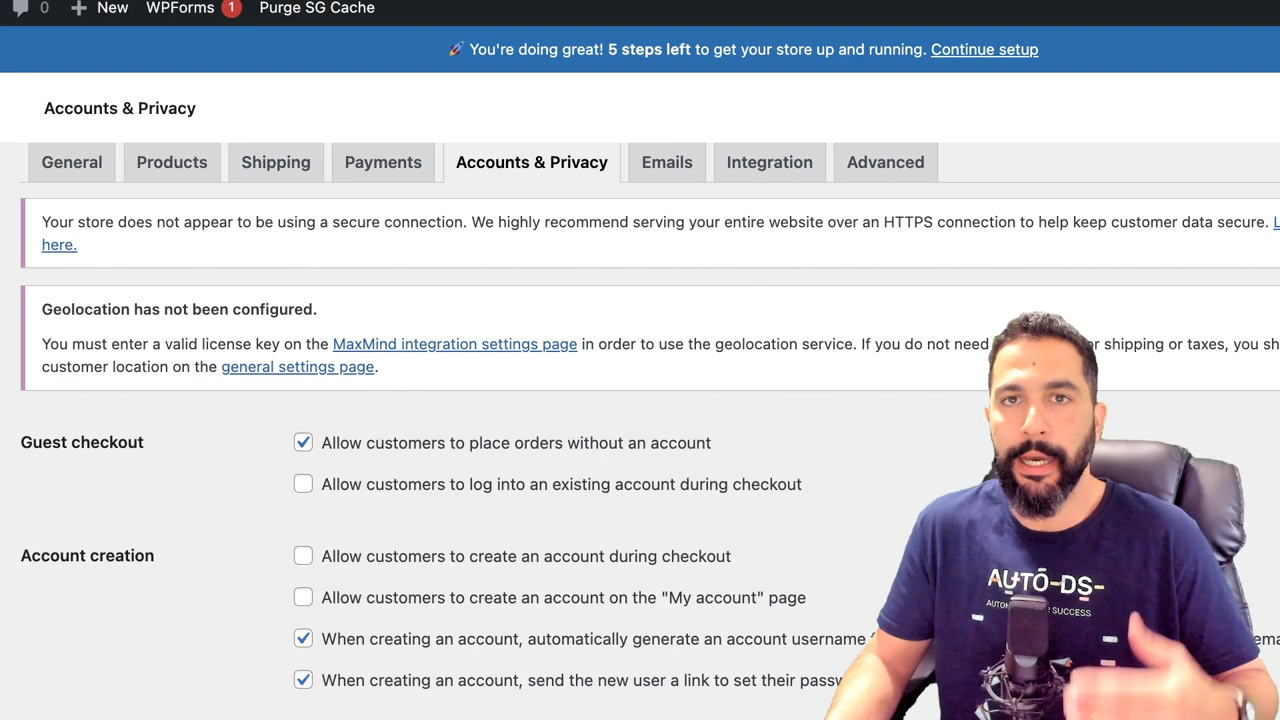 0 New WPForms 1 Purge SG Cache
🚀 You're doing great! 5 steps left to get your store up and running. Continue setup
Accounts & Privacy
General Products Shipping Payments Accounts & Privacy Emails Integration Advanced
Your store does not appear to be using a secure connection. We highly recommend serving your entire website over an HTTPS connection to help keep customer data secure. L
here.
Geolocation has not been configured.
You must enter a valid license key on the MaxMind integration settings page in order to use the geolocation service. If you do not need or shipping or taxes, you sh
customer location on the general settings page.
Guest checkout
Allow customers to place orders without an account
Allow customers to log into an existing account during checkout
Account creation
Allow customers to create an account during checkout
Allow customers to create an account on the "My account" page
When creating an account, automatically generate an account username
When creating an account, send the new user a link to set their passw
AUTO-DS-
SUCCESS